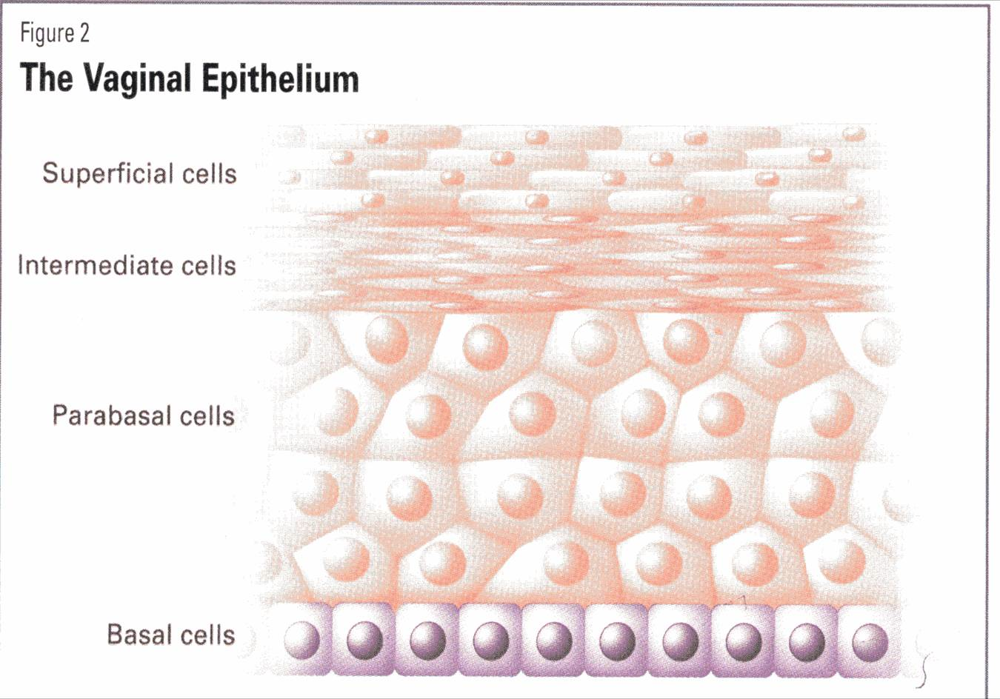 Figure 2
The Vaginal Epithelium
Superficial cells
Intermediate cells
Parabasal cells
Basal cells